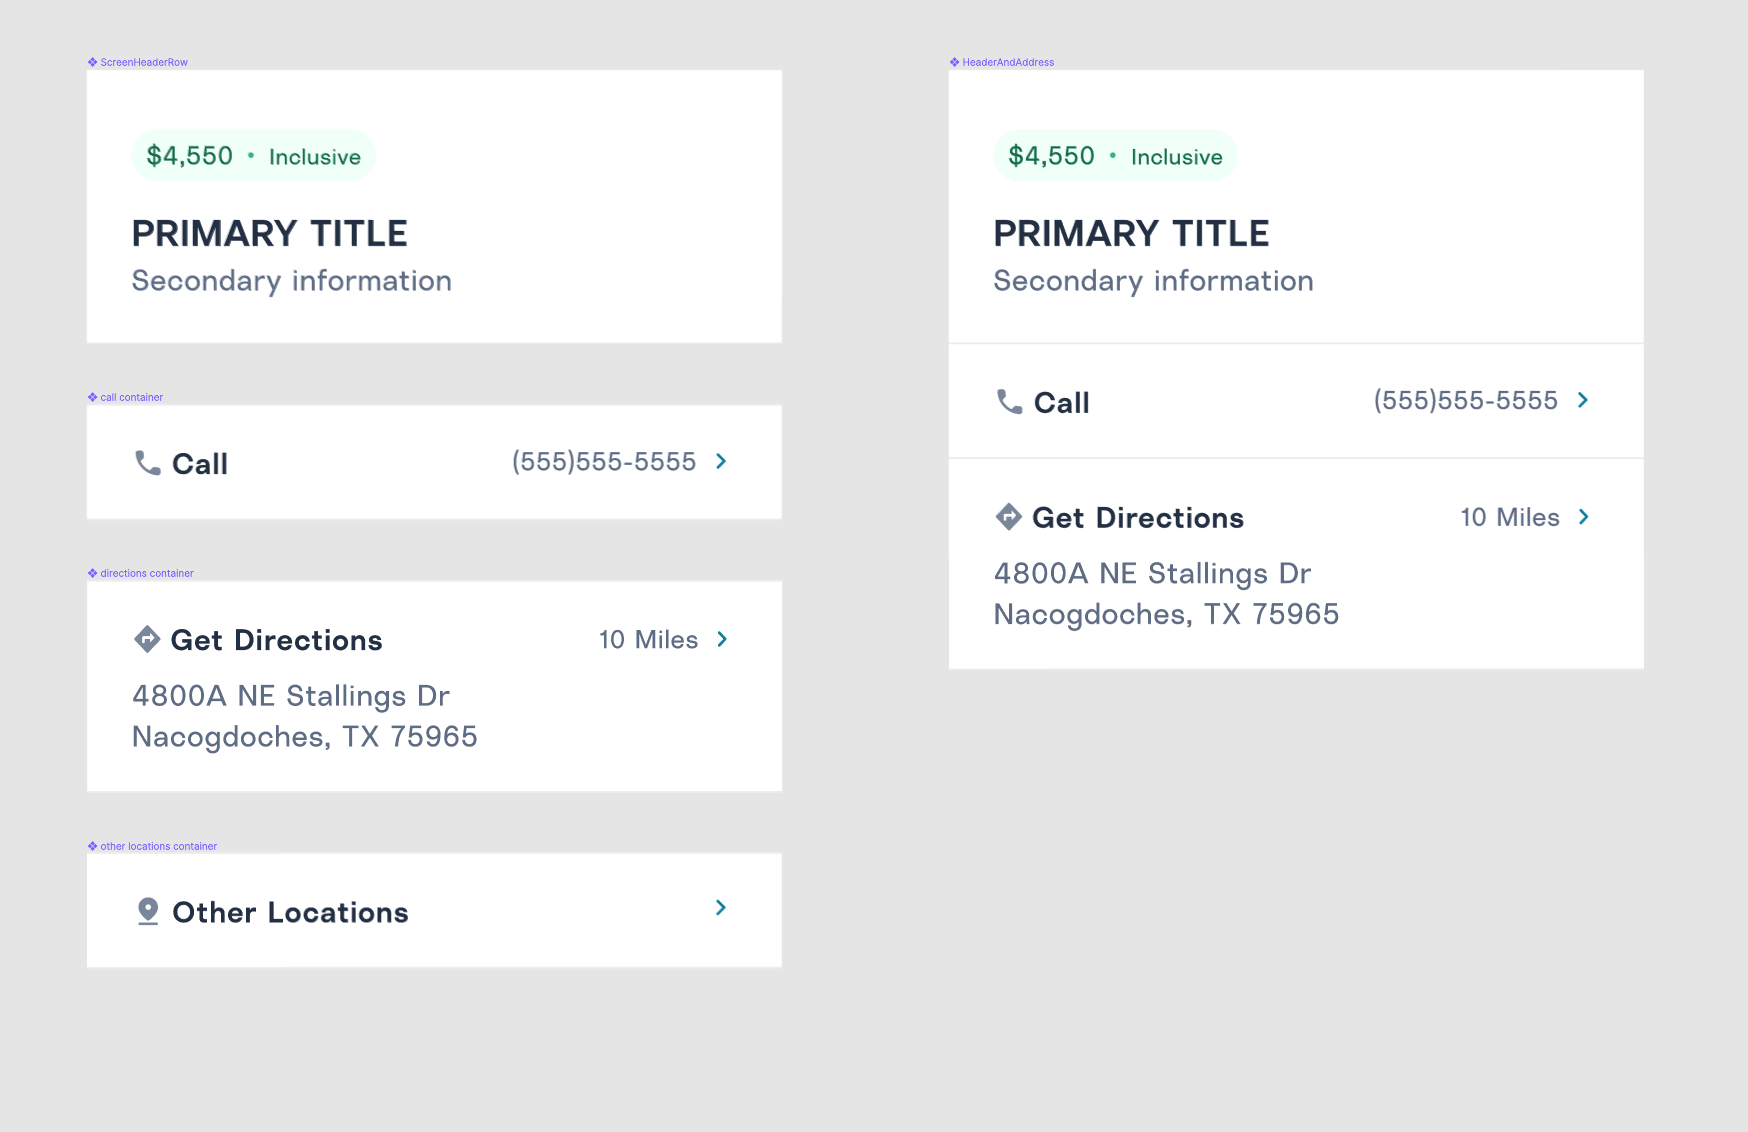 ScreenHeaderRow
$4,550 • Inclusive
PRIMARY TITLE
Secondary information
call container
Call (555)555-5555
directions container
Get Directions 10 Miles
4800A NE Stallings Dr
Nacogdoches, TX 75965
other locations container
Other Locations
HeaderAndAddress
$4,550 • Inclusive
PRIMARY TITLE
Secondary information
Call (555)555-5555
Get Directions 10 Miles
4800A NE Stallings Dr
Nacogdoches, TX 75965